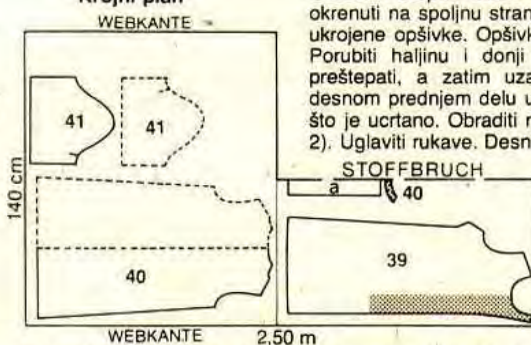 Krojni plan
WEBKANTE
okrenuti na spoljnu stran
ukrojene opšivke. Opšivk
Porubiti haljinu i donji
preštepati, a zatim uza
desnom prednjem delu u
što je ucrtano. Obraditi
2). Uglaviti rukave. Desn
STOFFBRUCH
41
41
a
40
140 cm
40
39
WEBKANTE
2,50 m